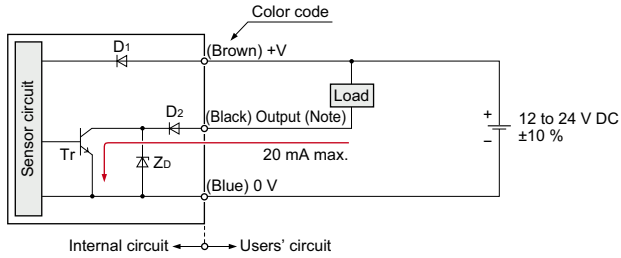 Color code
D1
(Brown) +V
Sensor circuit
Load
D2
(Black) Output (Note)
+
12 to 24 V DC
−
±10 %
Tr
ZD
20 mA max.
(Blue) 0 V
Internal circuit
Users' circuit